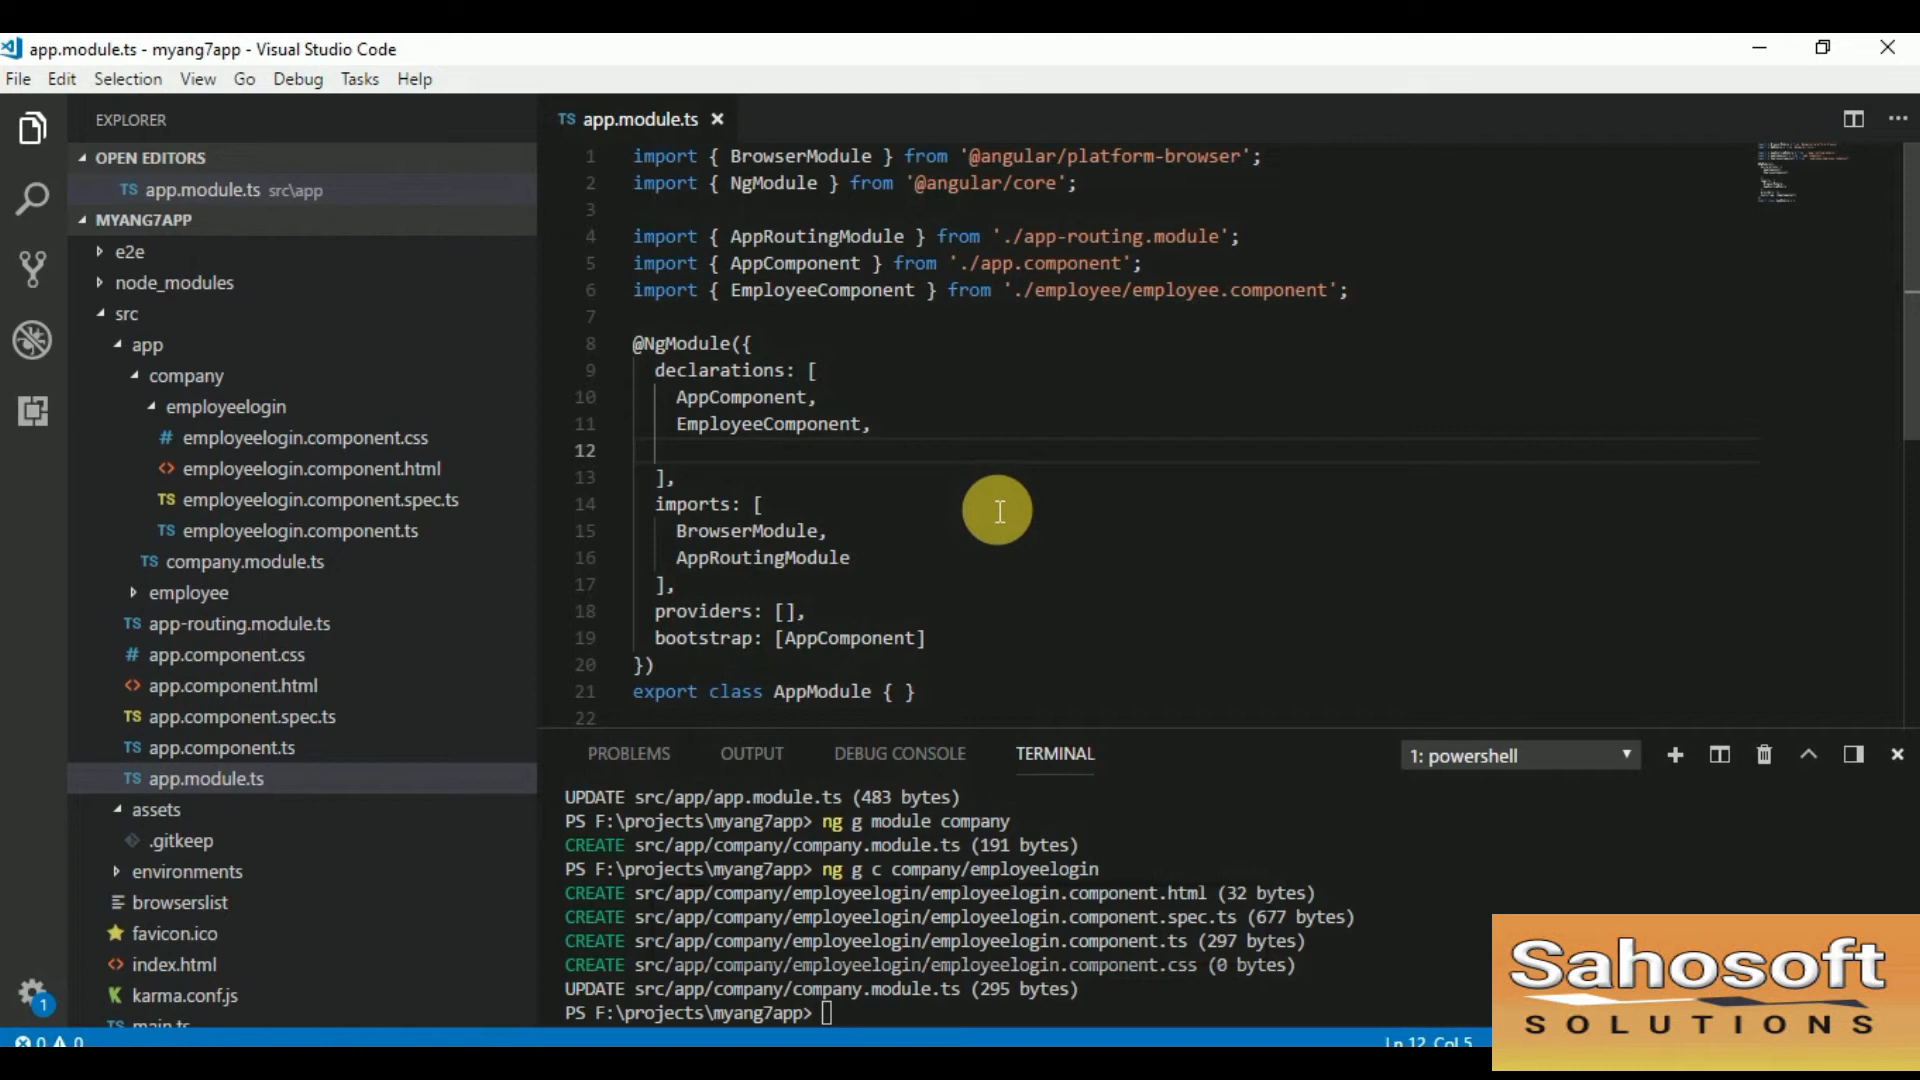 app.module.ts - myang7app - Visual Studio Code
File Edit Selection View Go Debug Tasks Help
EXPLORER
OPEN EDITORS
TS app.module.ts src\app
MYANG7APP
e2e
node_modules
src
app
company
employeelogin
# employeelogin.component.css
<> employeelogin.component.html
TS employeelogin.component.spec.ts
TS employeelogin.component.ts
TS company.module.ts
employee
TS app-routing.module.ts
# app.component.css
<> app.component.html
TS app.component.spec.ts
TS app.component.ts
TS app.module.ts
assets
.gitkeep
environments
browserslist
favicon.ico
<> index.html
karma.conf.js
TS main.ts
1
0 0
TS app.module.ts
1 import { BrowserModule } from '@angular/platform-browser';
2 import { NgModule } from '@angular/core';
3
4 import { AppRoutingModule } from './app-routing.module';
5 import { AppComponent } from './app.component';
6 import { EmployeeComponent } from './employee/employee.component';
7
8 @NgModule({
9 declarations: [
10 AppComponent,
11 EmployeeComponent,
12
13 ],
14 imports: [
15 BrowserModule,
16 AppRoutingModule
17 ],
18 providers: [],
19 bootstrap: [AppComponent]
20 })
21 export class AppModule { }
22
PROBLEMS OUTPUT DEBUG CONSOLE TERMINAL 1: powershell
UPDATE src/app/app.module.ts (483 bytes)
PS F:\projects\myang7app> ng g module company
CREATE src/app/company/company.module.ts (191 bytes)
PS F:\projects\myang7app> ng g c company/employeelogin
CREATE src/app/company/employeelogin/employeelogin.component.html (32 bytes)
CREATE src/app/company/employeelogin/employeelogin.component.spec.ts (677 bytes)
CREATE src/app/company/employeelogin/employeelogin.component.ts (297 bytes)
CREATE src/app/company/employeelogin/employeelogin.component.css (0 bytes)
UPDATE src/app/company/company.module.ts (295 bytes)
PS F:\projects\myang7app>
Ln 12, Col 5
Sahosoft
SOLUTIONS